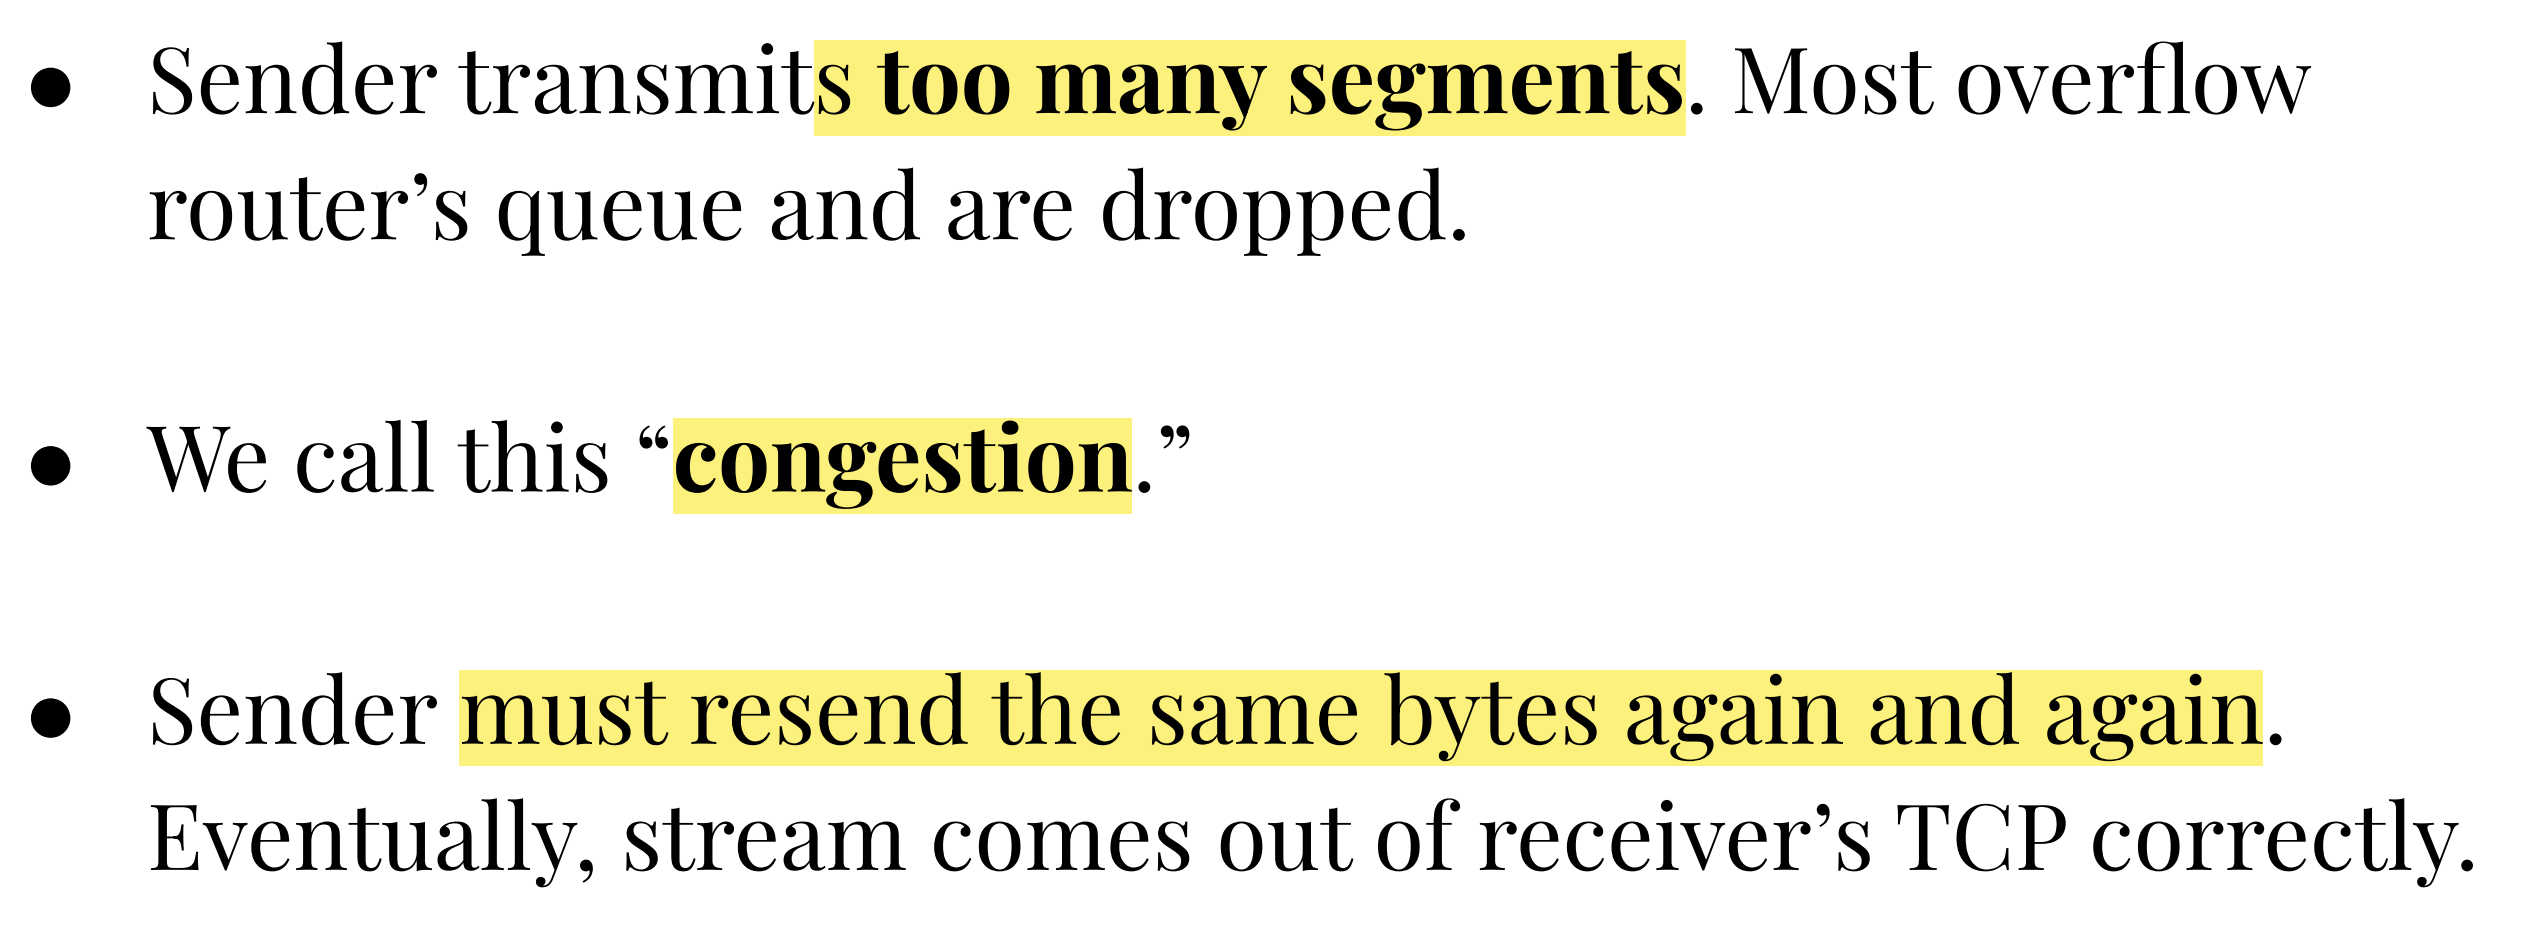 ● Sender transmits too many segments. Most overflow
router’s queue and are dropped.
● We call this “congestion.”
● Sender must resend the same bytes again and again.
Eventually, stream comes out of receiver’s TCP correctly.